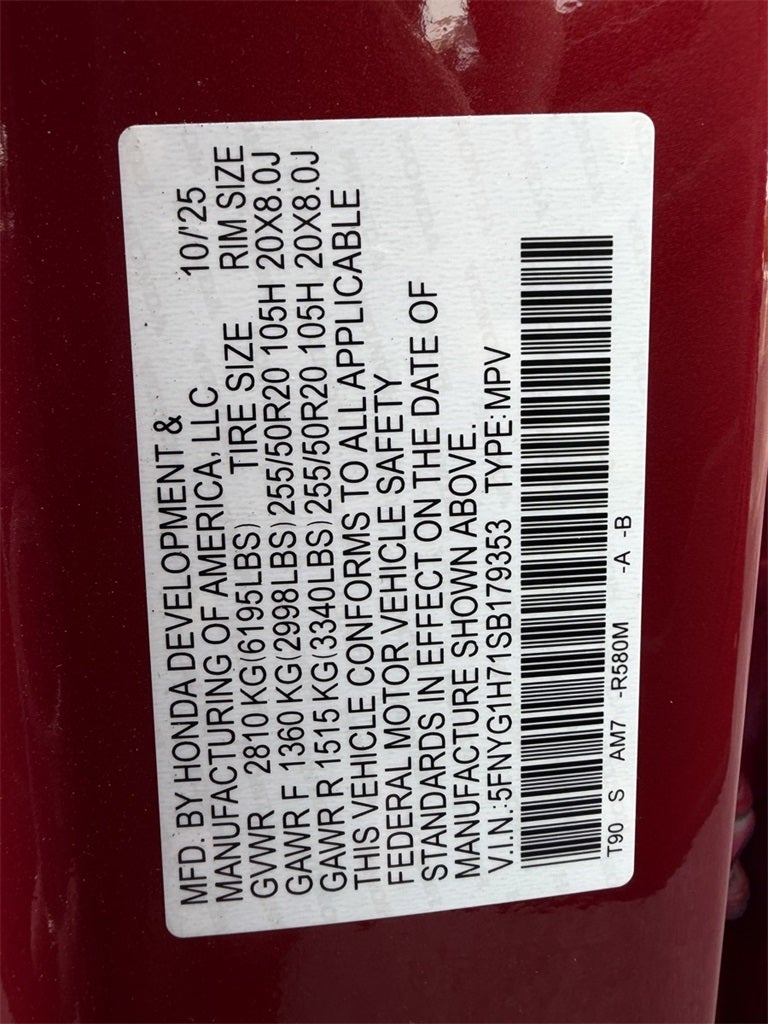 MFD. BY HONDA DEVELOPMENT & 10/'25
MANUFACTURING OF AMERICA, LLC
TIRE SIZE RIM SIZE
GVWR 2810 KG(6195LBS)
GAWR F 1360 KG(2998LBS) 255/50R20 105H 20X8.0J
GAWR R 1515 KG(3340LBS) 255/50R20 105H 20X8.0J
THIS VEHICLE CONFORMS TO ALL APPLICABLE
FEDERAL MOTOR VEHICLE SAFETY
STANDARDS IN EFFECT ON THE DATE OF
MANUFACTURE SHOWN ABOVE.
V.I.N.:5FNYG1H71SB179353 TYPE:MPV
T90 S AM7 -R580M -A -B